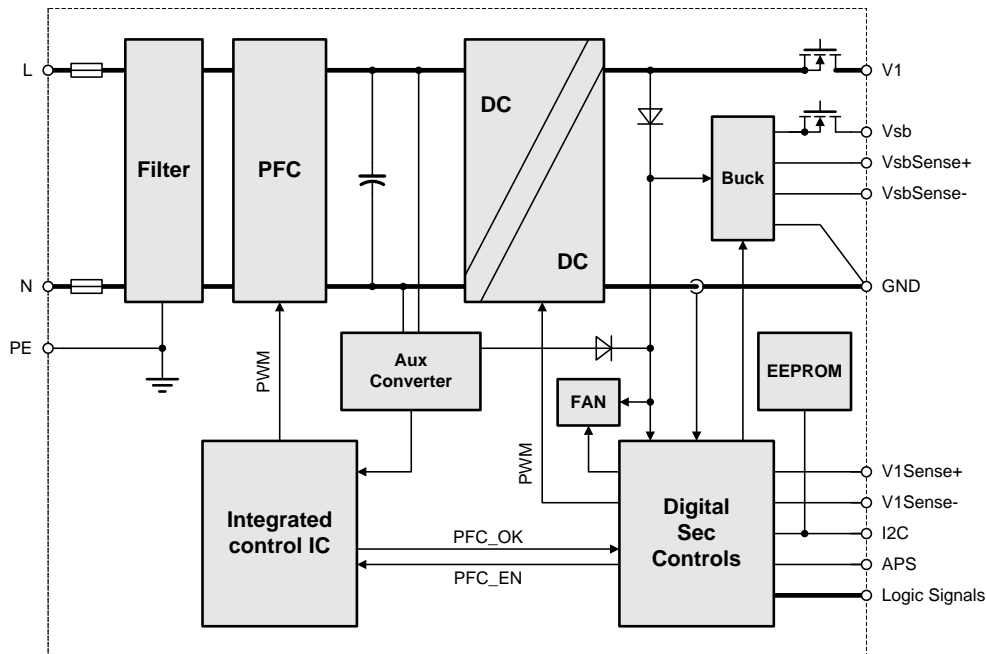 L
Filter
PFC
DC
DC
V1
Vsb
VsbSense+
VsbSense-
Buck
N
GND
PE
PWM
Aux
Converter
FAN
EEPROM
PWM
Integrated
control IC
PFC_OK
PFC_EN
Digital
Sec
Controls
V1Sense+
V1Sense-
I2C
APS
Logic Signals